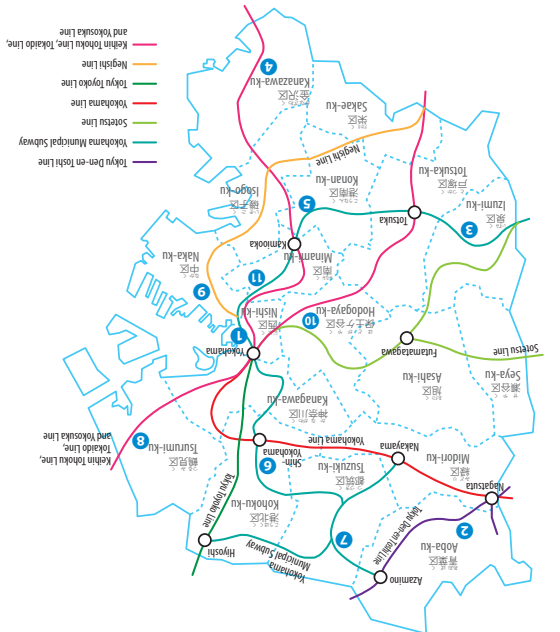 Azamino
青葉区
Aoba-ku
Tokyu Den-en Toshi Line
2
7
Yokohama
Municipal Subway
Hiyoshi
Nagatsuta
港北区
Kohoku-ku
Tokyu Toyoko Line
緑区
Midori-ku
都筑区
Tsuzuki-ku
6
Shin-
Yokohama
鶴見区
Tsurumi-ku
8
Keihin Tohoku Line,
Tokaido Line,
and Yokosuka Line
Nakayama
Yokohama Line
瀬谷区
Seya-ku
旭区
Asahi-ku
神奈川区
Kanagawa-ku
Sotetsu Line
Futamatagawa
Yokohama
1
保土ケ谷区
Hodogaya-ku
10
西区
Nishi-ku
9
11
南区
Minami-ku
中区
Naka-ku
Kamiooka
3
泉区
Izumi-ku
Totsuka
港南区
Konan-ku
5
磯子区
Isogo-ku
戸塚区
Totsuka-ku
Negishi Line
栄区
Sakae-ku
金沢区
Kanazawa-ku
4
Tokyu Den-en Toshi Line
Yokohama Municipal Subway
Sotetsu Line
Yokohama Line
Tokyu Toyoko Line
Negishi Line
Keihin Tohoku Line, Tokaido Line,
and Yokosuka Line